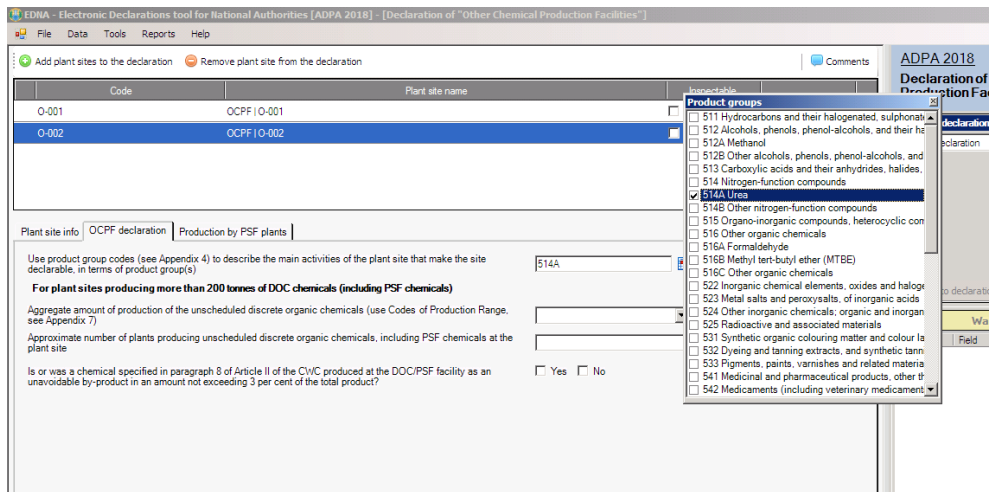 EDNA - Electronic Declarations tool for National Authorities [ADPA 2018] - [Declaration of "Other Chemical Production Facilities"]
File Data Tools Reports Help
Add plant sites to the declaration Remove plant site from the declaration Comments
Code Plant site name Inspectable
O-001 OCPF | O-001
O-002 OCPF | O-002
Plant site info OCPF declaration Production by PSF plants
Use product group codes (see Appendix 4) to describe the main activities of the plant site that make the site
declarable, in terms of product group(s)
514A
For plant sites producing more than 200 tonnes of DOC chemicals (including PSF chemicals)
Aggregate amount of production of the unscheduled discrete organic chemicals (use Codes of Production Range,
see Appendix 7)
Approximate number of plants producing unscheduled discrete organic chemicals, including PSF chemicals at the
plant site
Is or was a chemical specified in paragraph 8 of Article II of the CWC produced at the DOC/PSF facility as an
unavoidable by-product in an amount not exceeding 3 per cent of the total product?
Yes No
Product groups
511 Hydrocarbons and their halogenated, sulphonat
512 Alcohols, phenols, phenol-alcohols, and their ha
512A Methanol
512B Other alcohols, phenols, phenol-alcohols, and
513 Carboxylic acids and their anhydrides, halides,
514 Nitrogen-function compounds
514A Urea
514B Other nitrogen-function compounds
515 Organo-inorganic compounds, heterocyclic com
516 Other organic chemicals
516A Formaldehyde
516B Methyl tert-butyl ether (MTBE)
516C Other organic chemicals
522 Inorganic chemical elements, oxides and haloge
523 Metal salts and peroxysalts, of inorganic acids
524 Other inorganic chemicals; organic and inorgan
525 Radioactive and associated materials
531 Synthetic organic colouring matter and colour la
532 Dyeing and tanning extracts, and synthetic tann
533 Pigments, paints, varnishes and related materia
541 Medicinal and pharmaceutical products, other th
542 Medicaments (including veterinary medicament
ADPA 2018
Declaration of
Production Fac
declaration
eclaration
to declaratio
Wa
Field